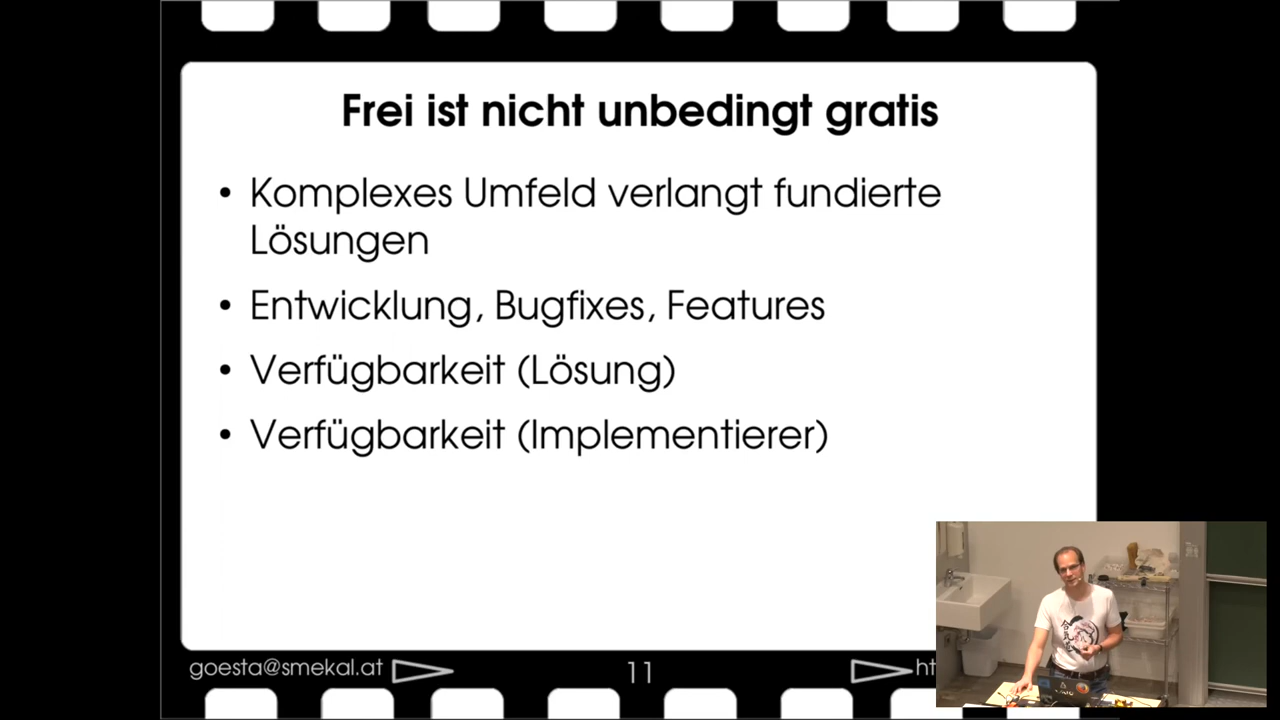 Frei ist nicht unbedingt gratis
• Komplexes Umfeld verlangt fundierte
Lösungen
• Entwicklung, Bugfixes, Features
• Verfügbarkeit (Lösung)
• Verfügbarkeit (Implementierer)
goesta@smekal.at
11
ht